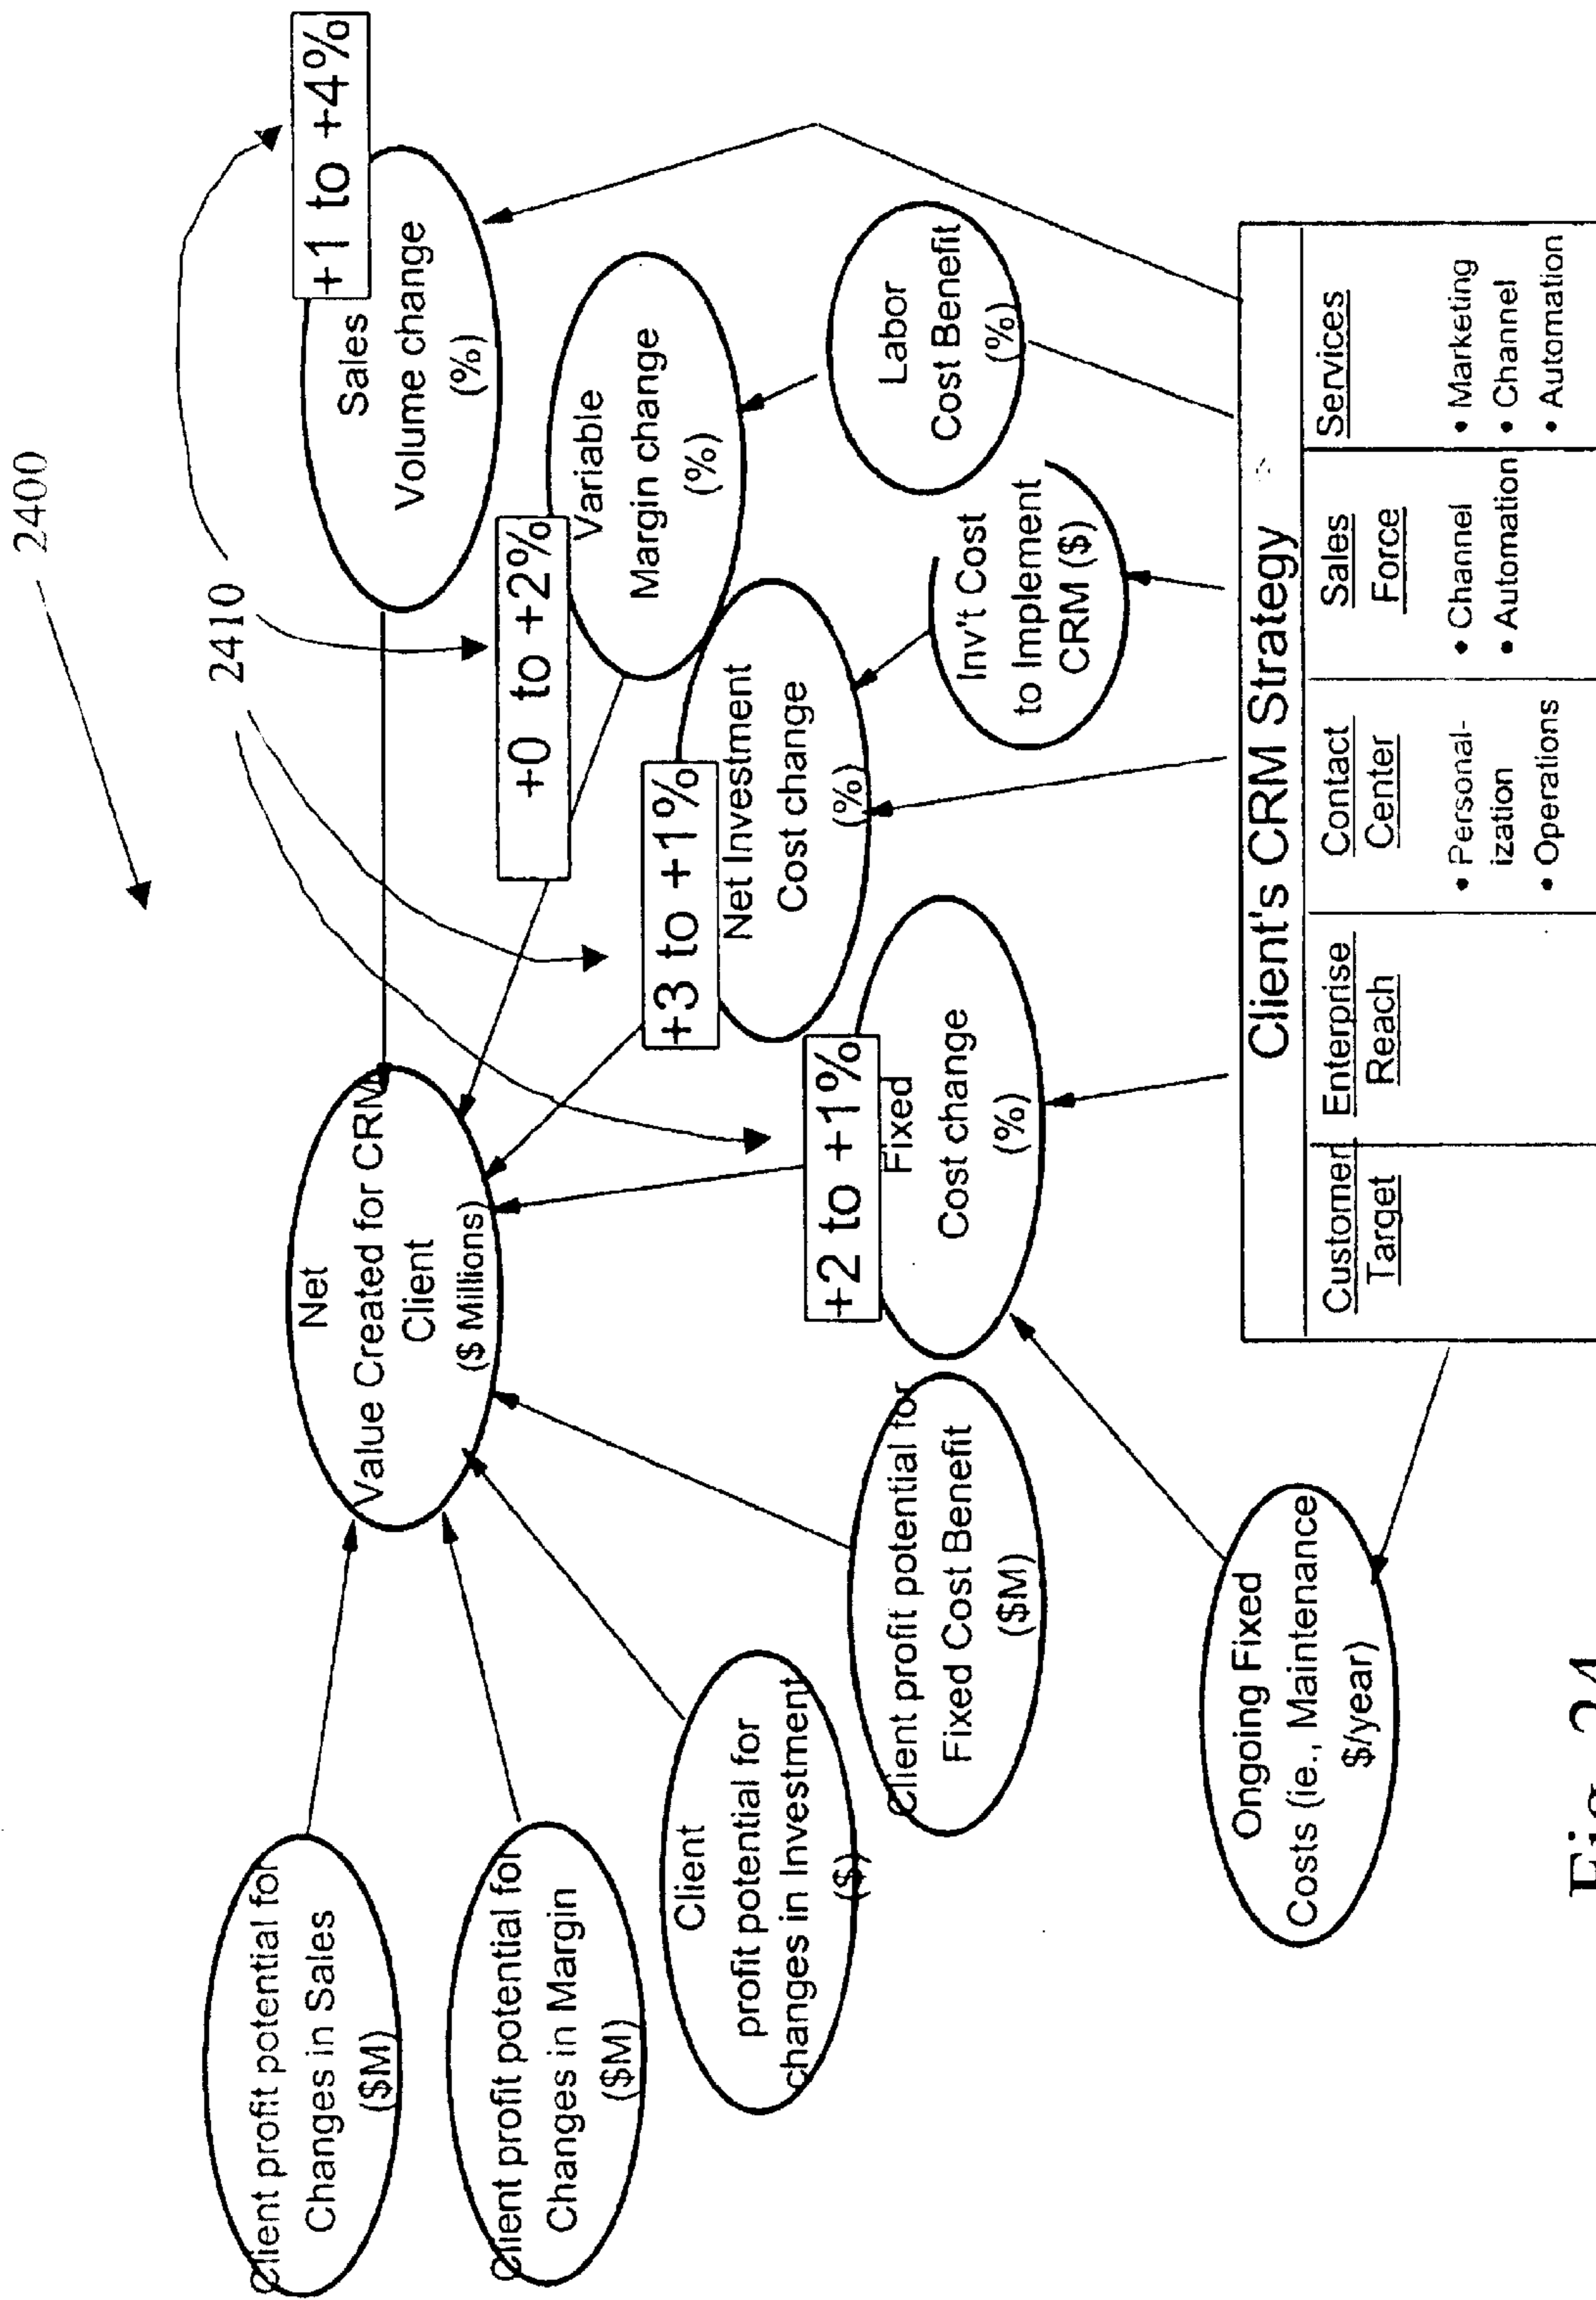 2400
2410
+1 to +4%
Sales
Volume change
(%)
+0 to +2%
Variable
Margin change
(%)
+3 to +1%
Net Investment
Cost change
(%)
+2 to +1%
Fixed
Cost change
(%)
Labor
Cost Benefit
(%)
Inv't Cost
to Implement
CRM ($)
Net
Value Created for CRM
Client
($ Millions)
Client profit potential for
Changes in Sales
($M)
Client profit potential for
Changes in Margin
($M)
Client
profit potential for
changes in Investment
($)
Client profit potential for
Fixed Cost Benefit
($M)
Ongoing Fixed
Costs (ie., Maintenance
$/year)
Client's CRM Strategy
Customer
Target
Enterprise
Reach
Contact
Center
• Personal-
ization
• Operations
Sales
Force
• Channel
• Automation
Services
• Marketing
• Channel
• Automation
Fig. 24